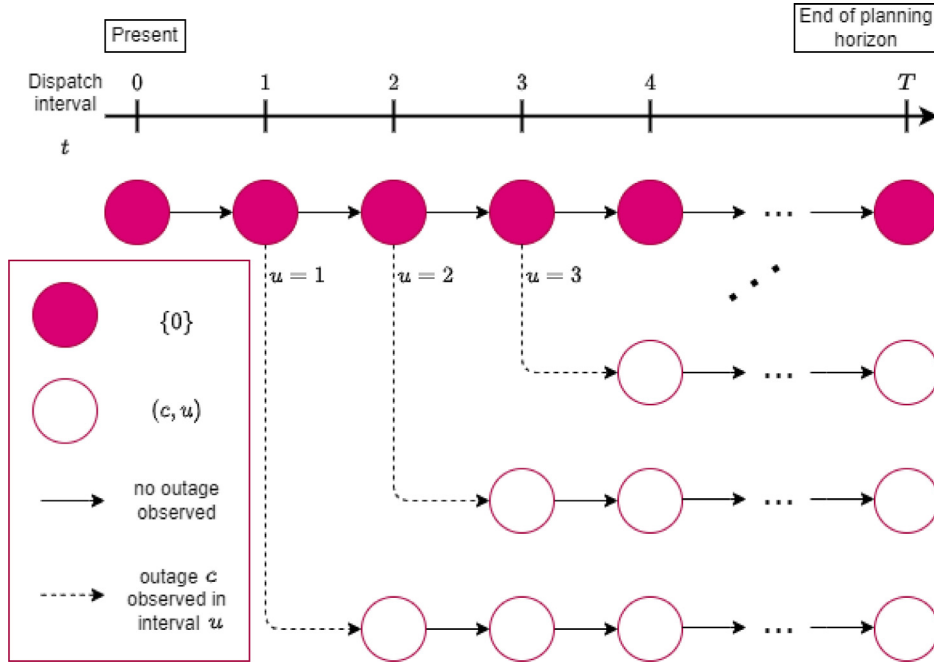 Present
End of planning
horizon
Dispatch
interval
0
1
2
3
4
T
t
u = 1
u = 2
u = 3
...
{0}
...
(c, u)
no outage
observed
...
outage c
observed in
interval u
...